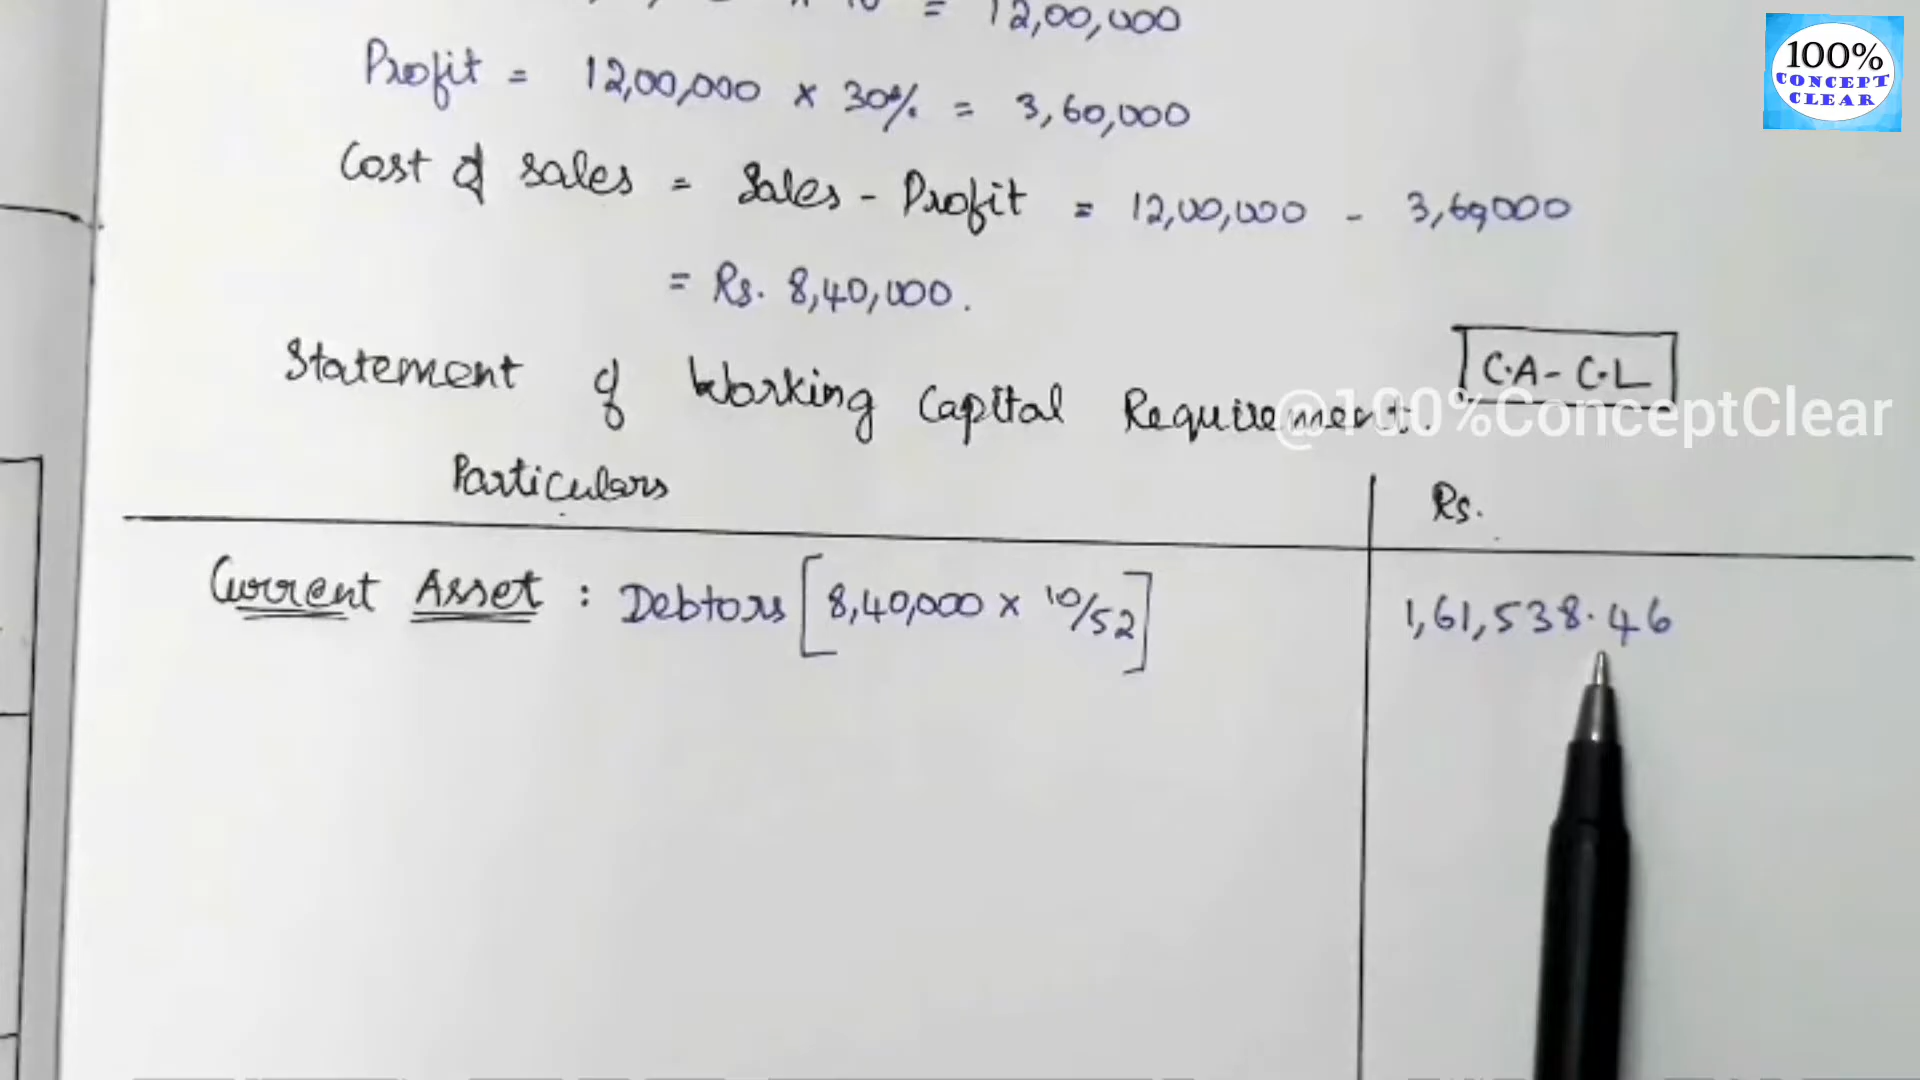 = 12,00,000
Profit = 12,00,000 x 30% = 3,60,000
Cost of sales = Sales - Profit = 12,00,000 - 3,60,000
= Rs. 8,40,000.
Statement of Working Capital Requirement.
C.A - C.L
Particulars
Rs.
Current Asset : Debtors [8,40,000 x 10/52]
1,61,538.46
100%
CONCEPT
CLEAR
@100%ConceptClear